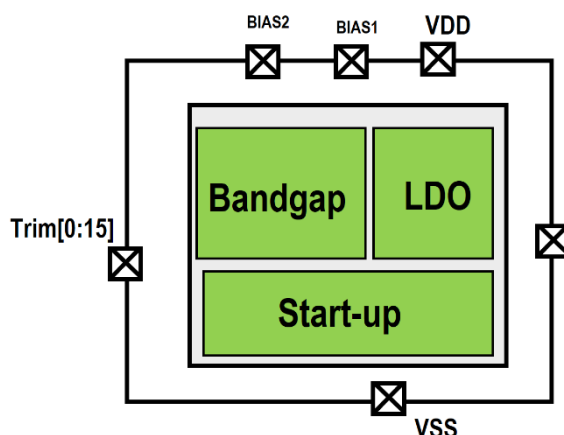 BIAS2
BIAS1
VDD
Bandgap
LDO
Trim[0:15]
Start-up
VSS